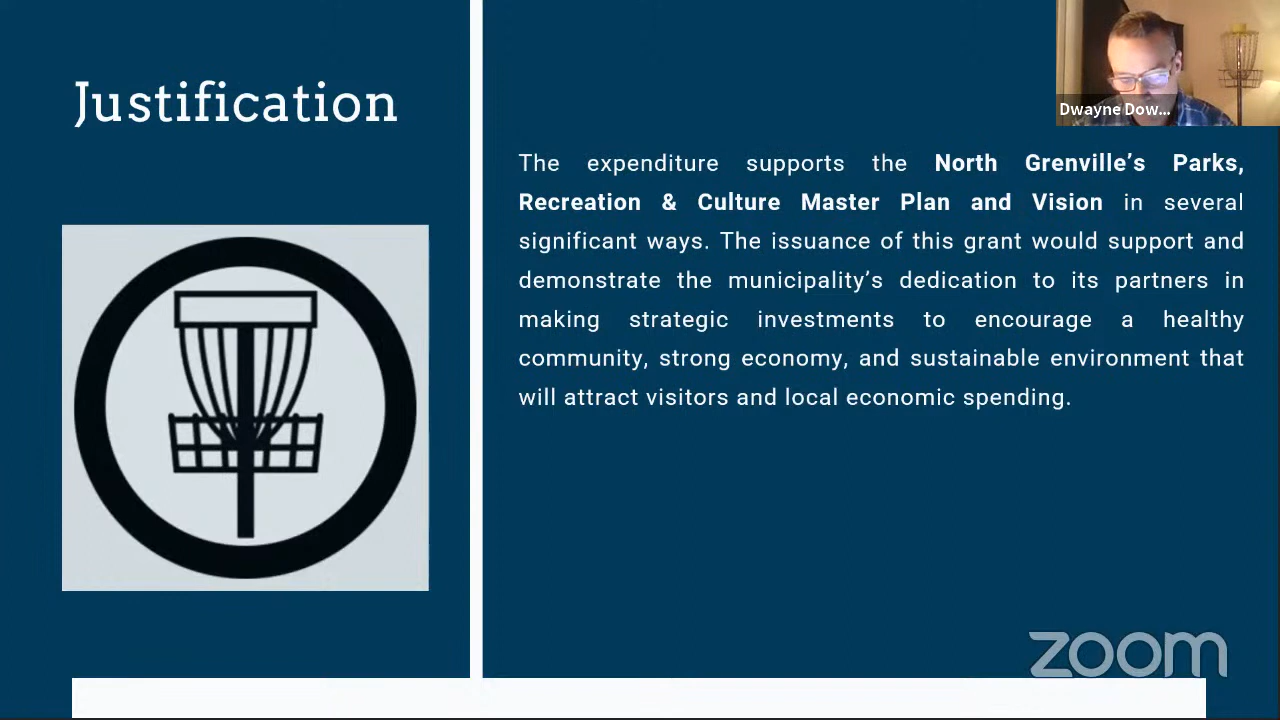 Justification
Dwayne Dow...
The expenditure supports the North Grenville’s Parks,
Recreation & Culture Master Plan and Vision in several
significant ways. The issuance of this grant would support and
demonstrate the municipality’s dedication to its partners in
making strategic investments to encourage a healthy
community, strong economy, and sustainable environment that
will attract visitors and local economic spending.
zoom